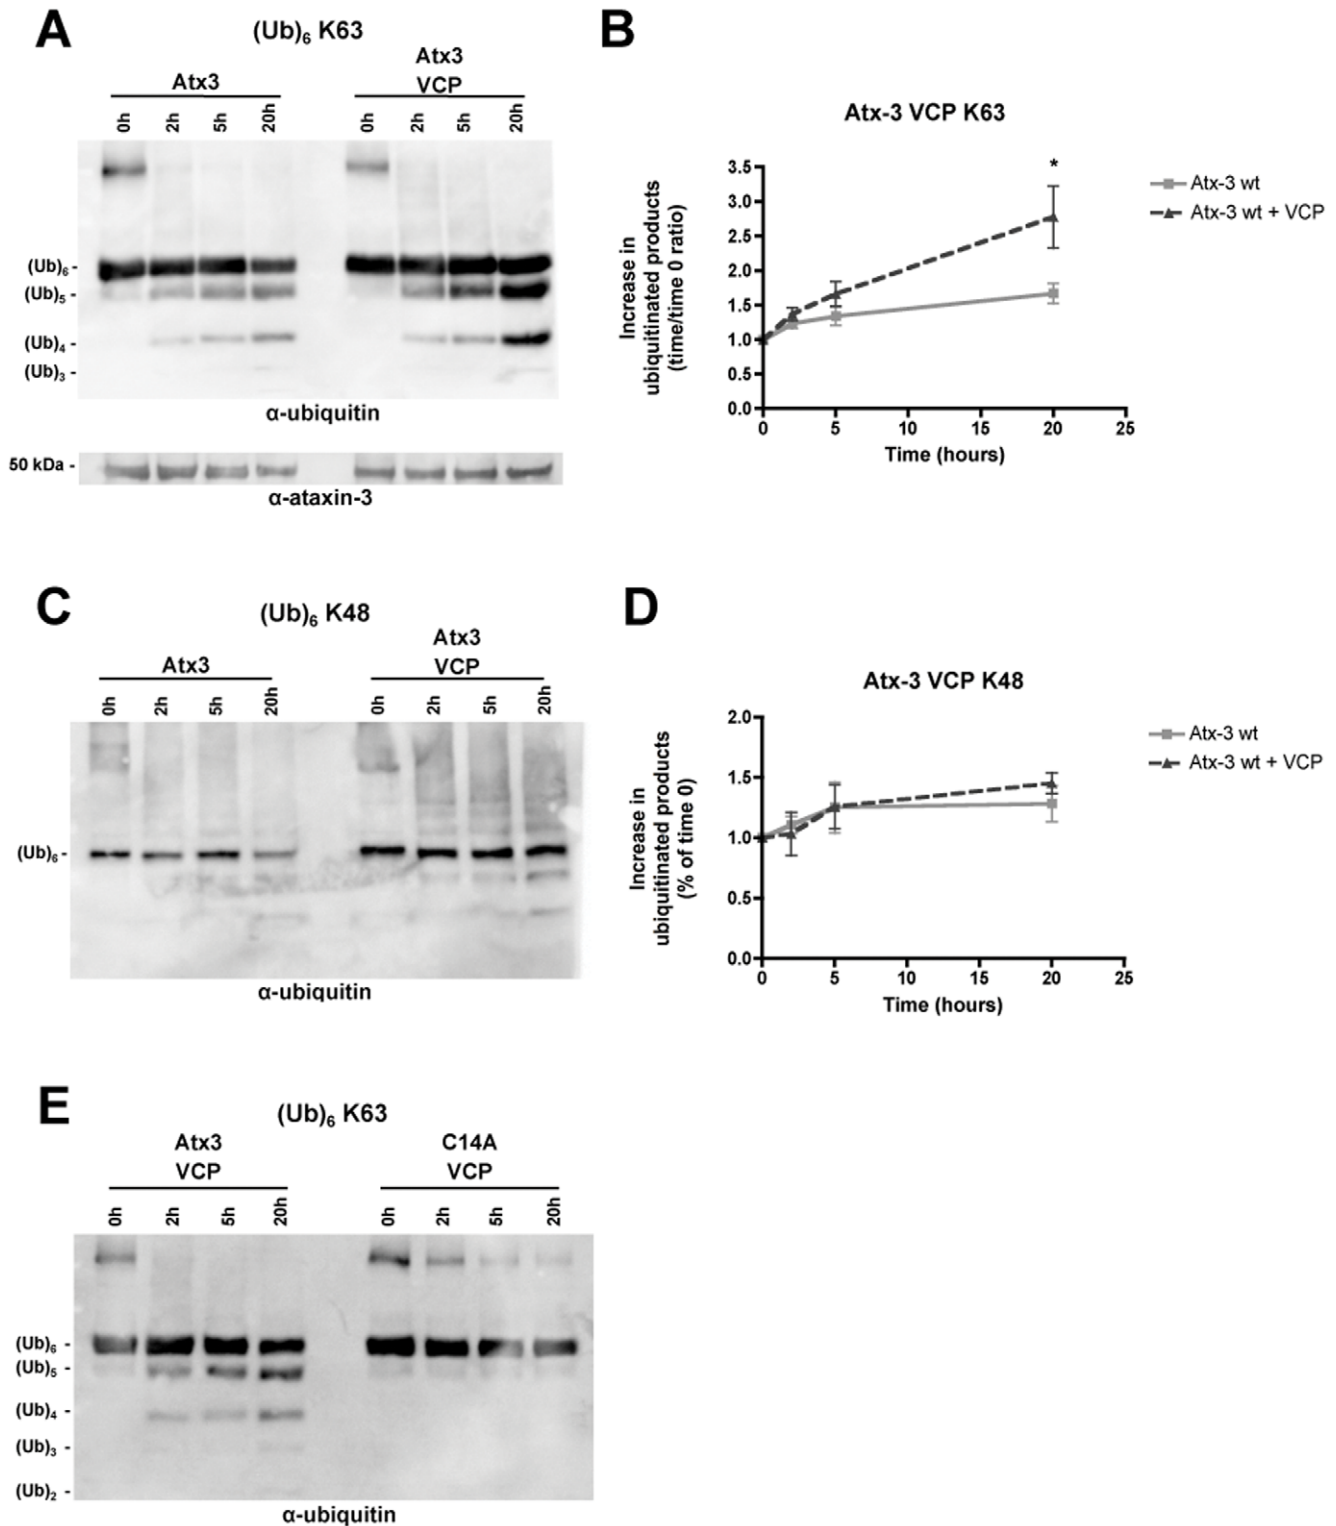 A
(Ub)6 K63
Atx3
Atx3
VCP
0h 2h 5h 20h 0h 2h 5h 20h
(Ub)6 -
(Ub)5 -
(Ub)4 -
(Ub)3 -
α-ubiquitin
50 kDa -
α-ataxin-3
B
Atx-3 VCP K63
Increase in
ubiquitinated products
(time/time 0 ratio)
3.5
3.0
2.5
2.0
1.5
1.0
0.5
0.0
*
0 5 10 15 20 25
Time (hours)
Atx-3 wt
Atx-3 wt + VCP
C
(Ub)6 K48
Atx3
Atx3
VCP
0h 2h 5h 20h 0h 2h 5h 20h
(Ub)6 -
α-ubiquitin
D
Atx-3 VCP K48
Increase in
ubiquitinated products
(% of time 0)
2.0
1.5
1.0
0.5
0.0
0 5 10 15 20 25
Time (hours)
Atx-3 wt
Atx-3 wt + VCP
E
(Ub)6 K63
Atx3
VCP
C14A
VCP
0h 2h 5h 20h 0h 2h 5h 20h
(Ub)6 -
(Ub)5 -
(Ub)4 -
(Ub)3 -
(Ub)2 -
α-ubiquitin